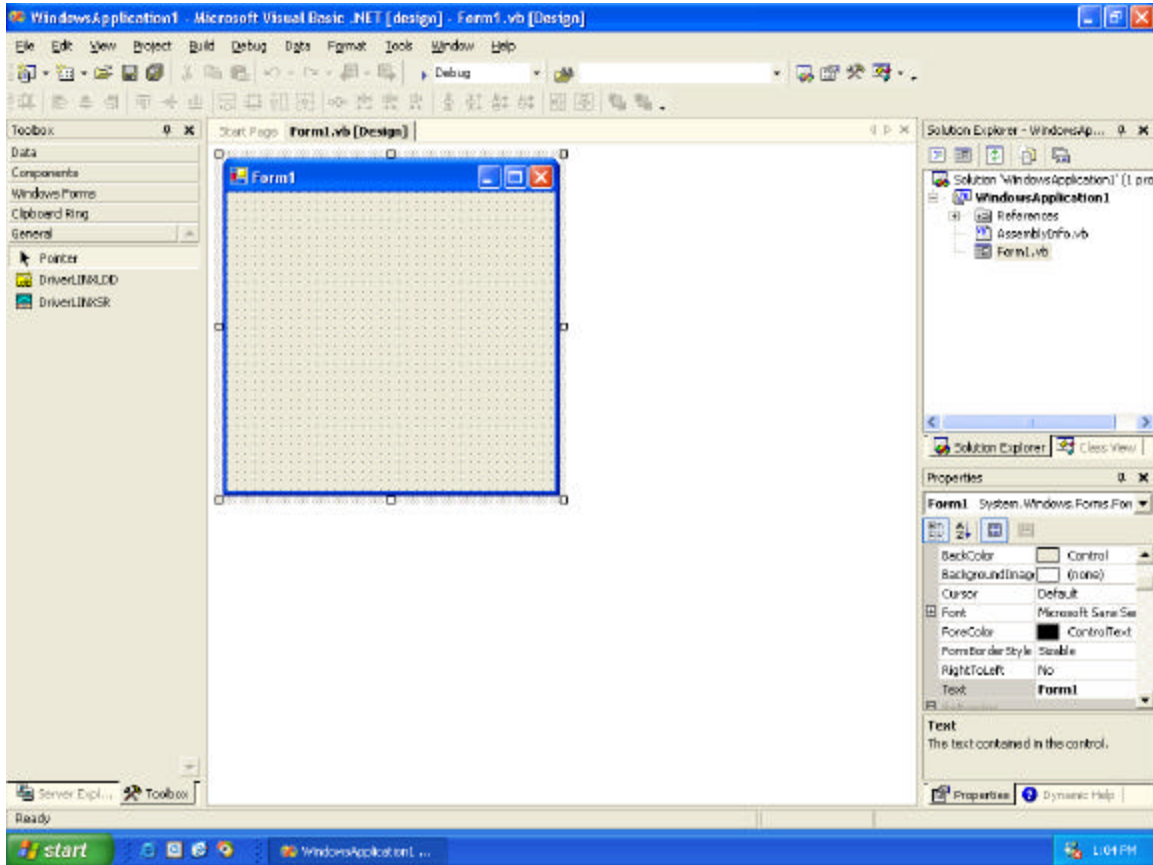 WindowsApplication1 - Microsoft Visual Basic .NET [design] - Form1.vb [Design]
File Edit View Project Build Debug Data Format Tools Window Help
Debug
Toolbox
Start Page Form1.vb [Design]
Solution Explorer - WindowsAp...
Data
Components
Windows Forms
Clipboard Ring
General
Pointer
DriverLINXLDD
DriverLINXSR
Form1
Solution 'WindowsApplication1' (1 pro
WindowsApplication1
References
AssemblyInfo.vb
Form1.vb
Solution Explorer Class View
Properties
Form1 System.Windows.Forms.For
BackColor Control
BackgroundImag (none)
Cursor Default
Font Microsoft Sans Ser
ForeColor ControlText
FormBorderStyle Sizable
RightToLeft No
Text Form1
Text
The text contained in the control.
Server Expl... Toolbox
Properties Dynamic Help
Ready
start WindowsApplication1 ... 1:04 PM